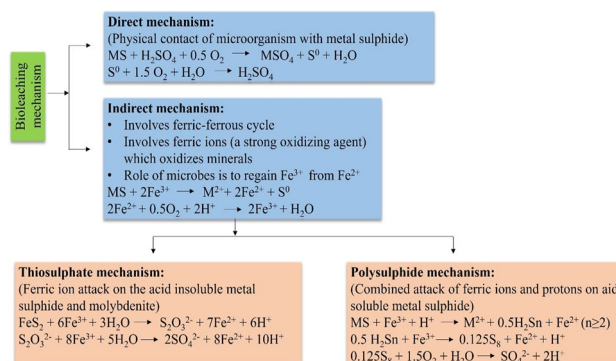 Bioleaching
mechanism
Direct mechanism:
(Physical contact of microorganism with metal sulphide)
MS + H₂SO₄ + 0.5 O₂ → MSO₄ + S⁰ + H₂O
S⁰ + 1.5 O₂ + H₂O → H₂SO₄
Indirect mechanism:
• Involves ferric-ferrous cycle
• Involves ferric ions (a strong oxidizing agent)
which oxidizes minerals
• Role of microbes is to regain Fe³⁺ from Fe²⁺
MS + 2Fe³⁺ → M²⁺ + 2Fe²⁺ + S⁰
2Fe²⁺ + 0.5O₂ + 2H⁺ → 2Fe³⁺ + H₂O
Thiosulphate mechanism:
(Ferric ion attack on the acid insoluble metal
sulphide and molybdenite)
FeS₂ + 6Fe³⁺ + 3H₂O → S₂O₃²⁻ + 7Fe²⁺ + 6H⁺
S₂O₃²⁻ + 8Fe³⁺ + 5H₂O → 2SO₄²⁻ + 8Fe²⁺ + 10H⁺
Polysulphide mechanism:
(Combined attack of ferric ions and protons on aid
soluble metal sulphide)
MS + Fe³⁺ + H⁺ → M²⁺ + 0.5H₂Sn + Fe²⁺ (n≥2)
0.5 H₂Sn + Fe³⁺ → 0.125S₈ + Fe²⁺ + H⁺
0.125S₈ + 1.5O₂ + H₂O → SO₄²⁻ + 2H⁺